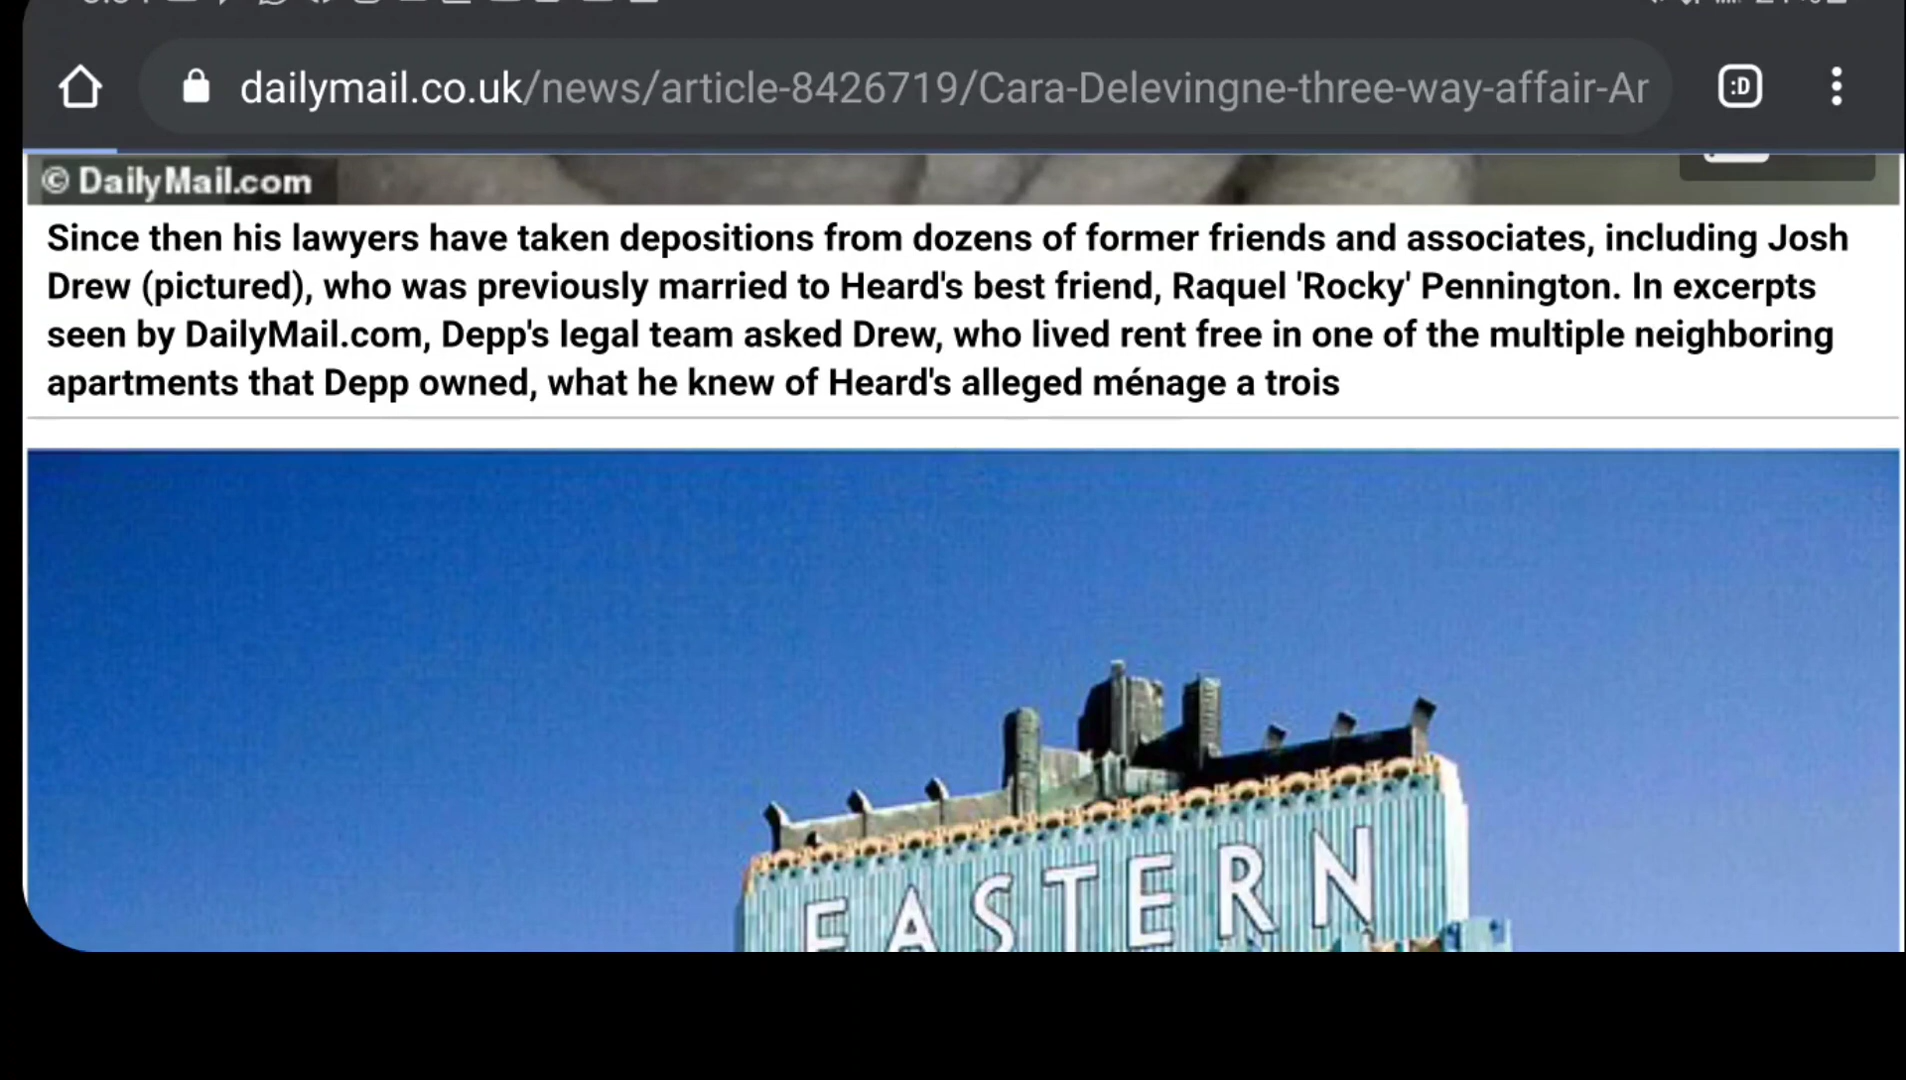 dailymail.co.uk/news/article-8426719/Cara-Delevingne-three-way-affair-Ar
:D
© DailyMail.com
Since then his lawyers have taken depositions from dozens of former friends and associates, including Josh
Drew (pictured), who was previously married to Heard's best friend, Raquel 'Rocky' Pennington. In excerpts
seen by DailyMail.com, Depp's legal team asked Drew, who lived rent free in one of the multiple neighboring
apartments that Depp owned, what he knew of Heard's alleged ménage a trois
EASTERN